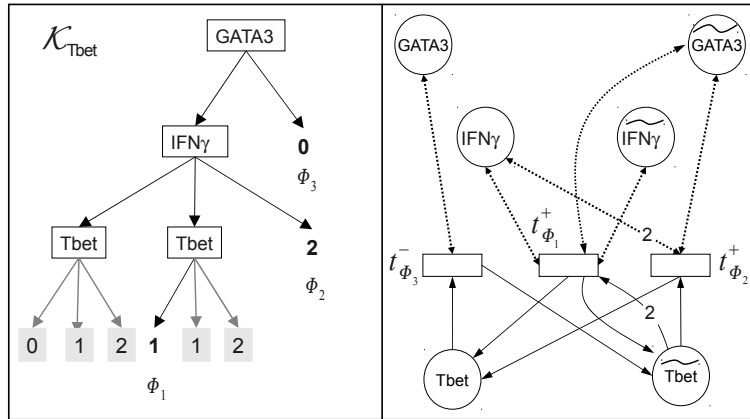 𝒦Tbet
GATA3
IFNγ
0
Φ3
Tbet
Tbet
2
Φ2
0
1
2
1
1
2
Φ1
GATA3
GATA3
IFNγ
IFNγ
t+Φ1
2
t−Φ3
t+Φ2
2
Tbet
Tbet